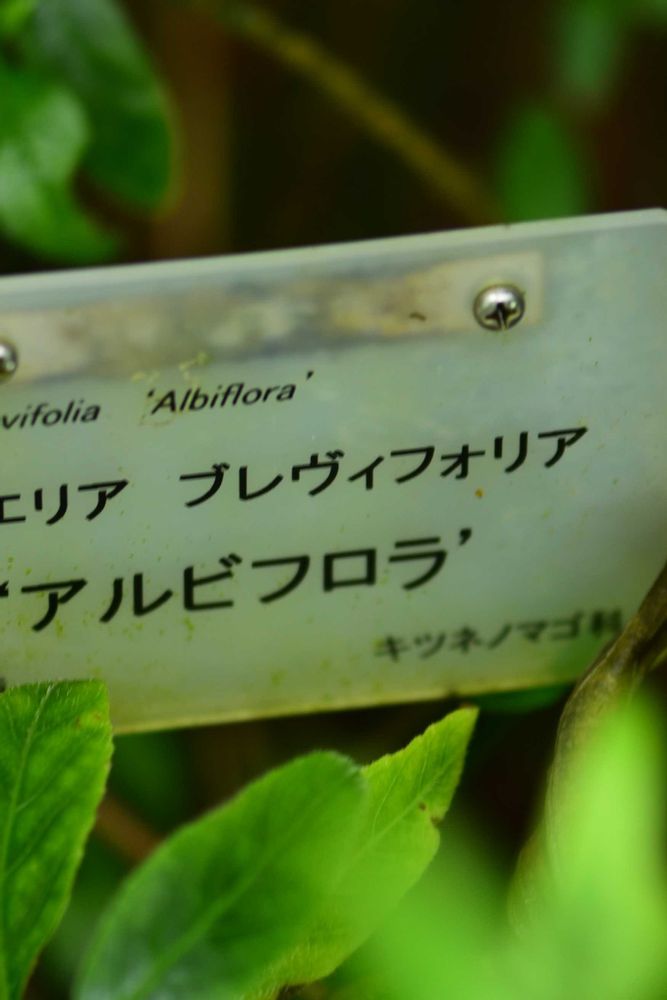 vifolia 'Albiflora'
エリア ブレヴィフォリア
‘アルビフロラ’
キツネノマゴ科